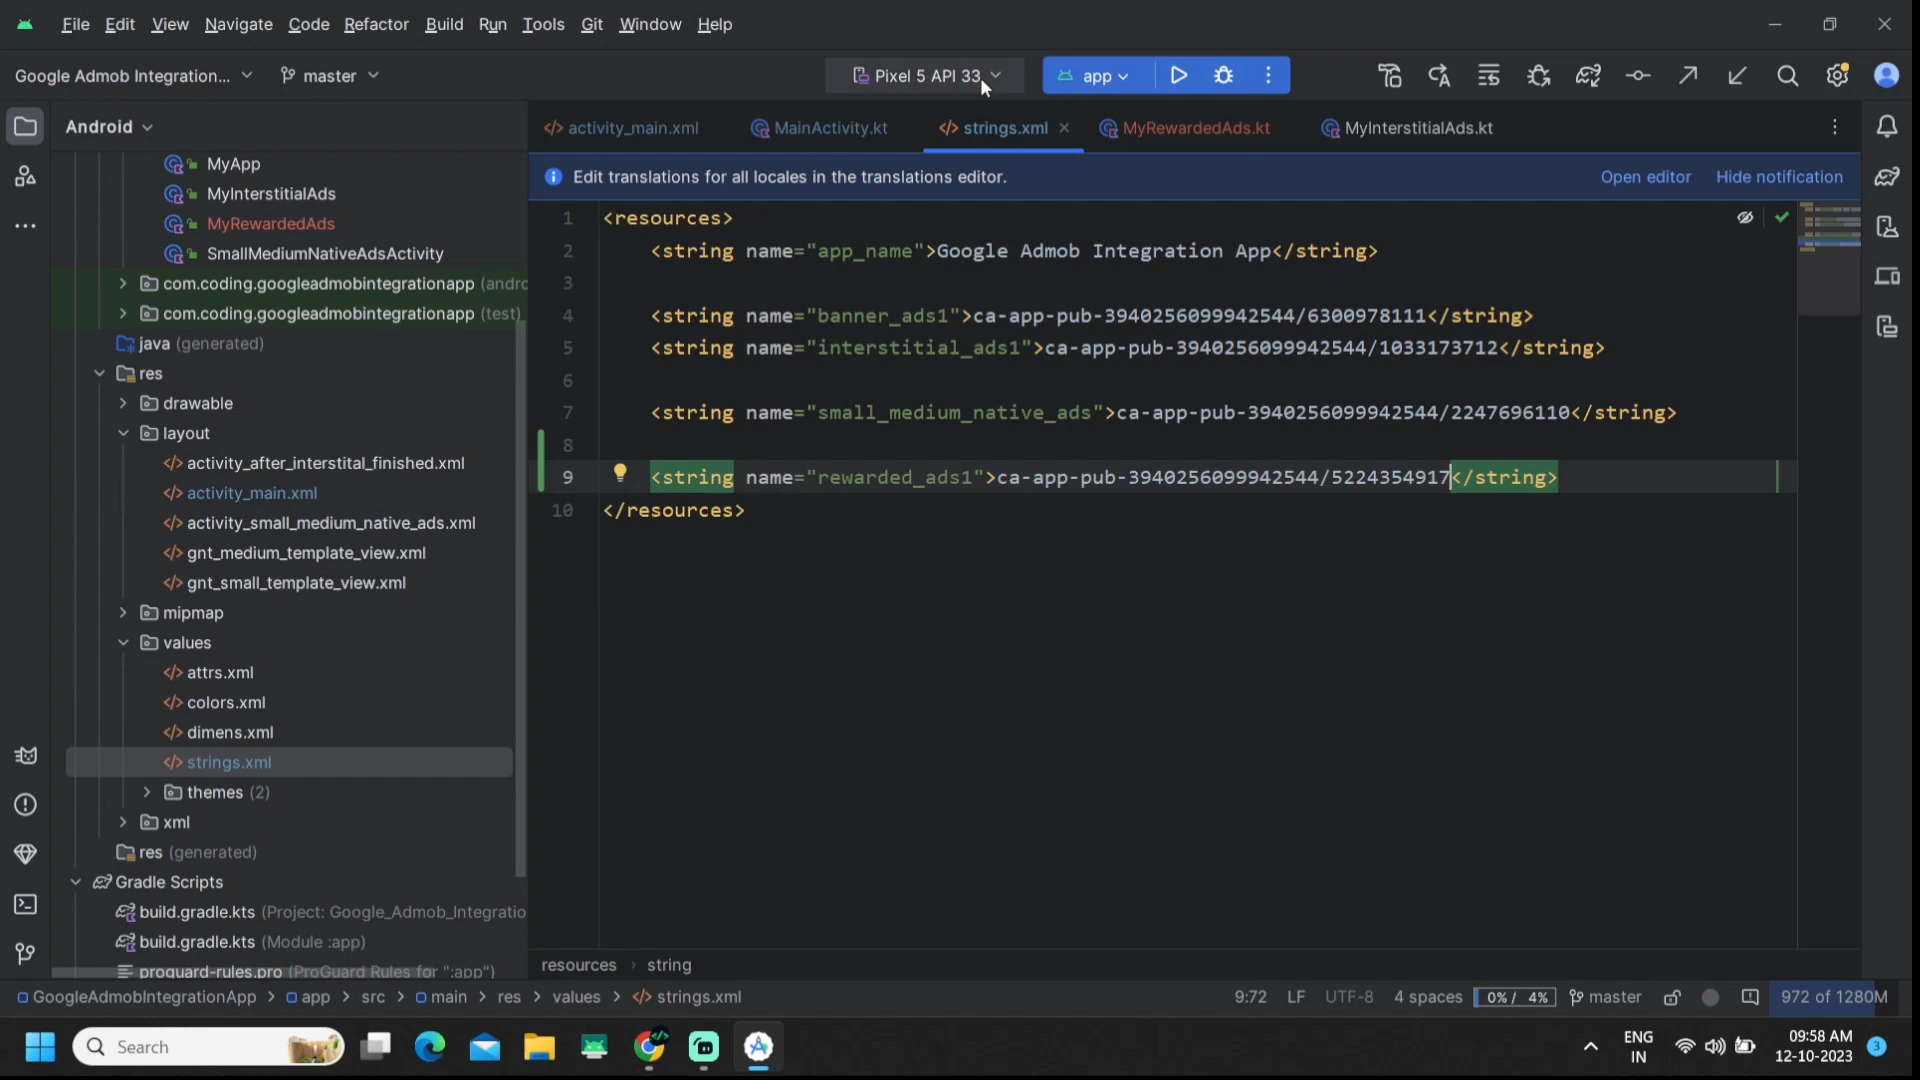 File Edit View Navigate Code Refactor Build Run Tools Git Window Help
Google Admob Integration... master Pixel 5 API 33 app
Android
activity_main.xml MainActivity.kt strings.xml MyRewardedAds.kt MyInterstitialAds.kt
Edit translations for all locales in the translations editor. Open editor Hide notification
MyApp
MyInterstitialAds
MyRewardedAds
SmallMediumNativeAdsActivity
com.coding.googleadmobintegrationapp (andro
com.coding.googleadmobintegrationapp (test)
java (generated)
res
drawable
layout
activity_after_interstital_finished.xml
activity_main.xml
activity_small_medium_native_ads.xml
gnt_medium_template_view.xml
gnt_small_template_view.xml
mipmap
values
attrs.xml
colors.xml
dimens.xml
strings.xml
themes (2)
xml
res (generated)
Gradle Scripts
build.gradle.kts (Project: Google_Admob_Integratio
build.gradle.kts (Module :app)
proguard-rules.pro (ProGuard Rules for ":app")
1 <resources>
2 <string name="app_name">Google Admob Integration App</string>
3
4 <string name="banner_ads1">ca-app-pub-3940256099942544/6300978111</string>
5 <string name="interstitial_ads1">ca-app-pub-3940256099942544/1033173712</string>
6
7 <string name="small_medium_native_ads">ca-app-pub-3940256099942544/2247696110</string>
8
9 <string name="rewarded_ads1">ca-app-pub-3940256099942544/5224354917</string>
10 </resources>
resources › string
GoogleAdmobIntegrationApp > app > src > main > res > values > strings.xml 9:72 LF UTF-8 4 spaces 0% / 4% master 972 of 1280M
Search ENG 09:58 AM
IN 12-10-2023 3